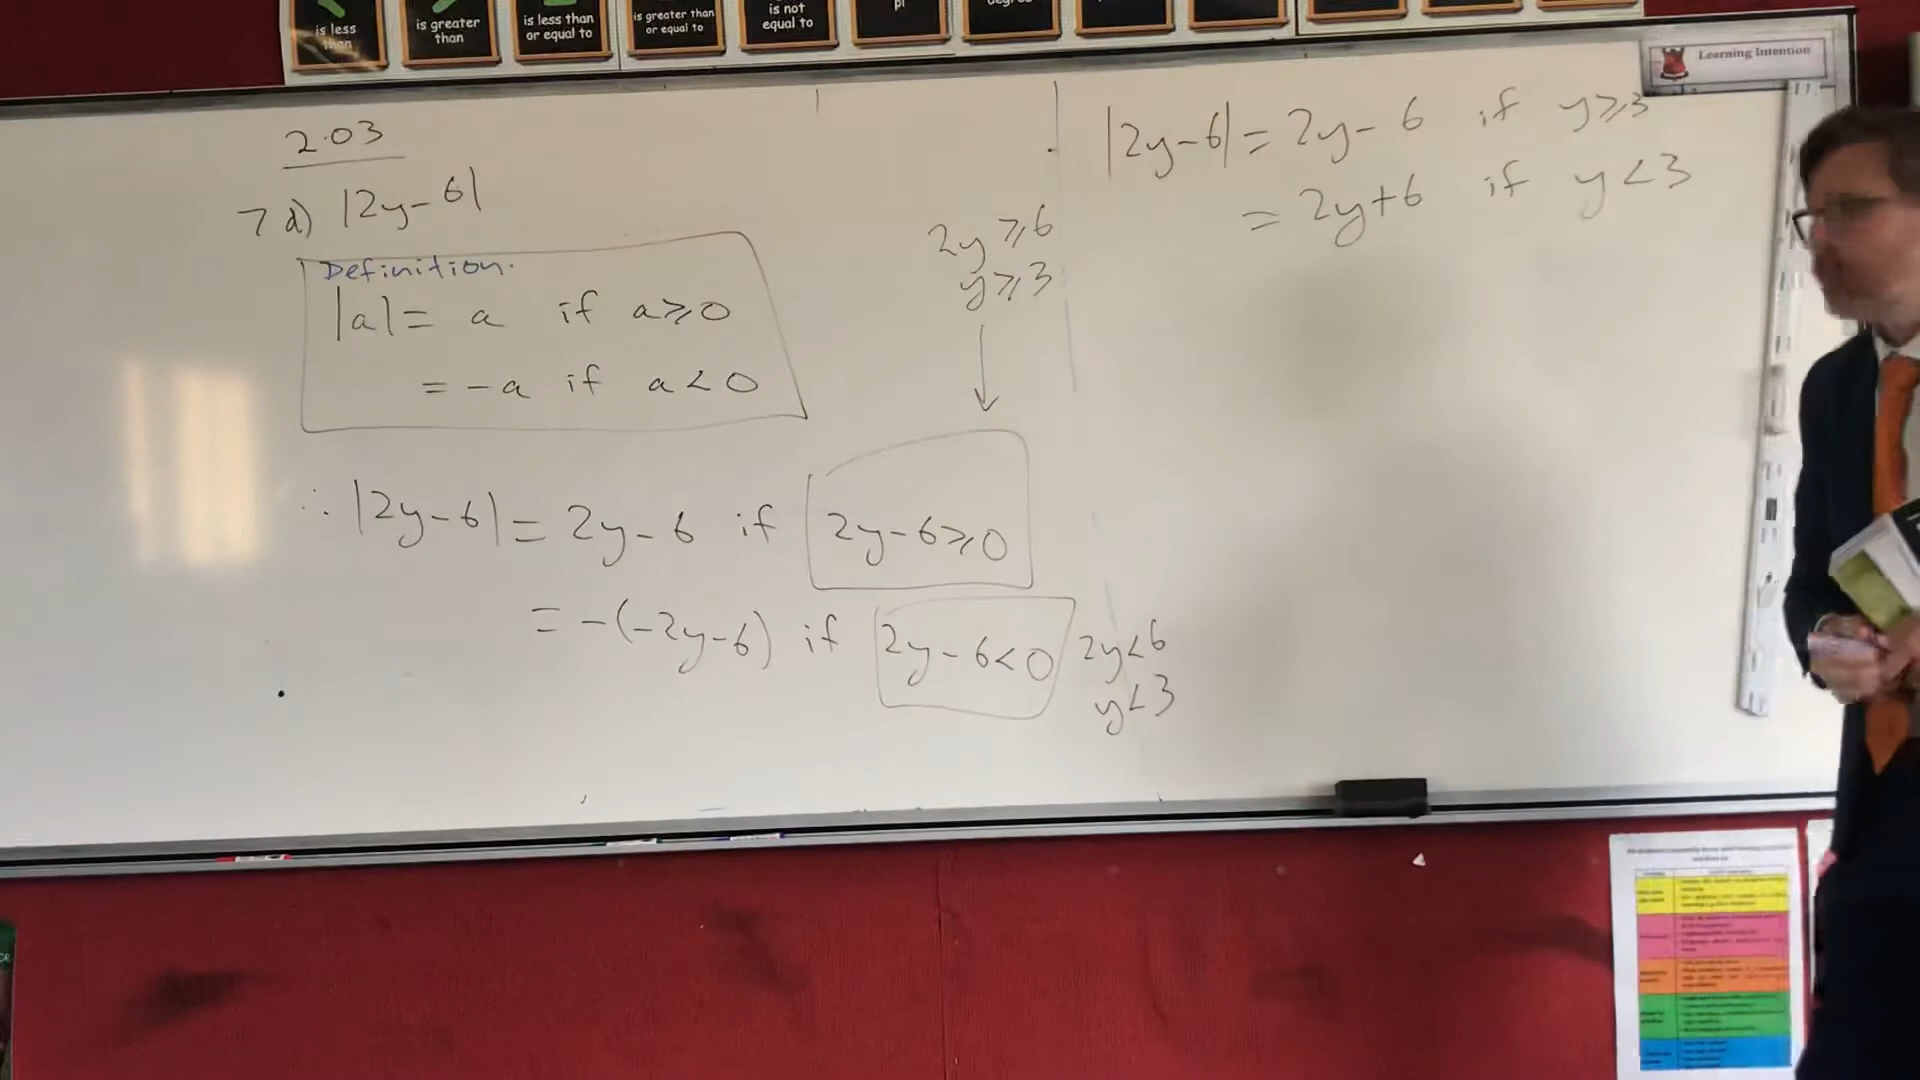 is less
than
is greater
than
is less than
or equal to
is greater than
or equal to
is not
equal to
pi
Learning Intention
2.03
7 d) |2y-6|
Definition.
|a| = a if a⩾0
= -a if a<0
∴ |2y-6| = 2y-6 if 2y-6⩾0
= -(-2y-6) if 2y-6<0
2y<6
y<3
2y⩾6
y⩾3
|2y-6| = 2y-6 if y⩾3
= 2y+6 if y<3